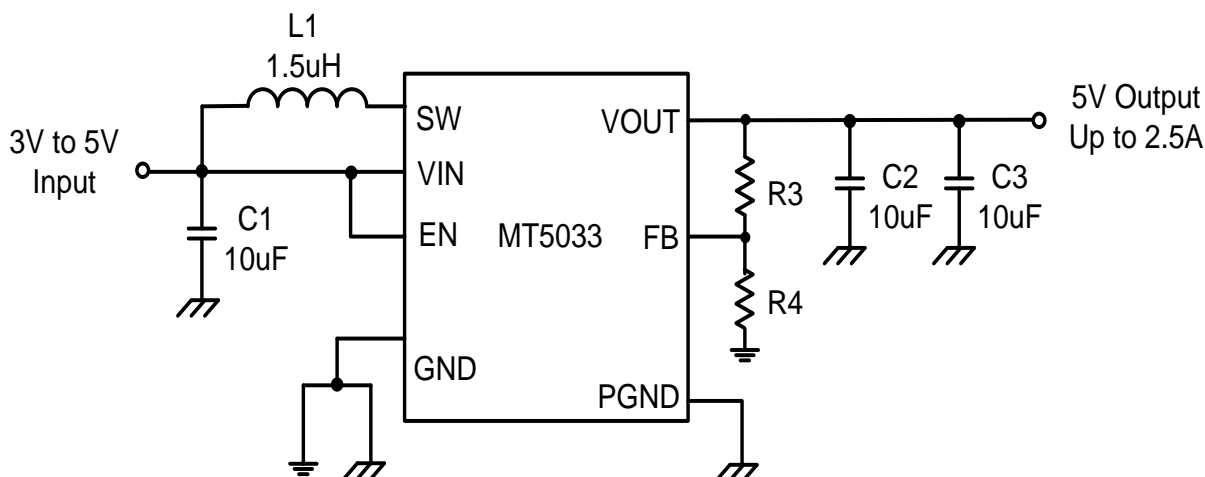 L1
1.5uH
3V to 5V
Input
C1
10uF
SW
VIN
EN
GND
MT5033
VOUT
FB
PGND
R3
R4
C2
10uF
C3
10uF
5V Output
Up to 2.5A